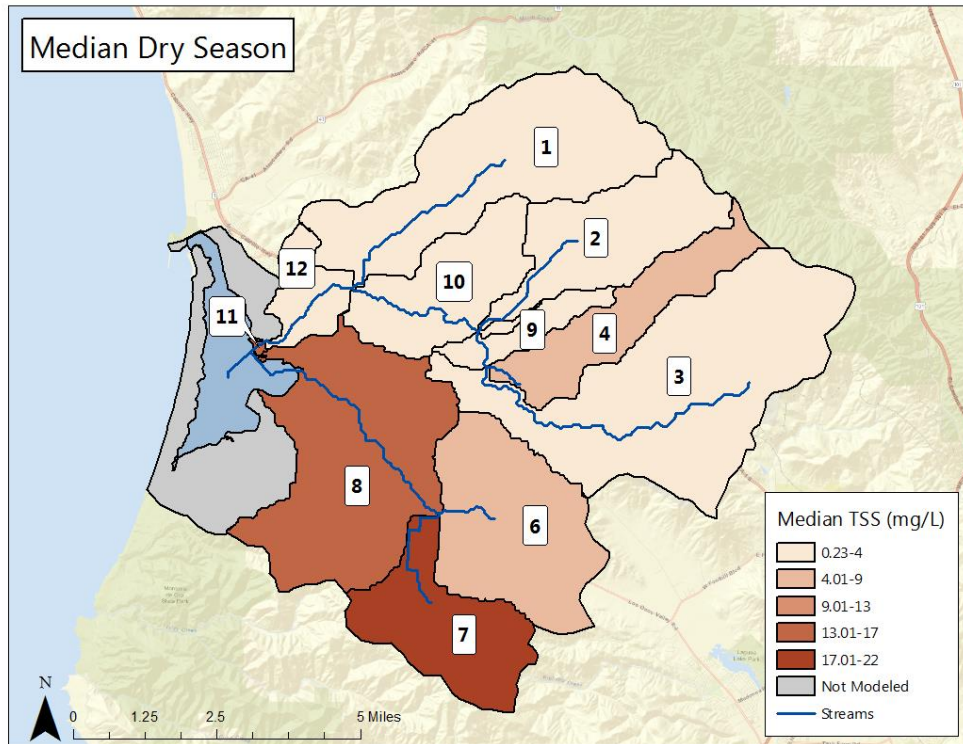 Median Dry Season
1
2
12
10
11
9
4
3
8
6
7
Median TSS (mg/L)
0.23-4
4.01-9
9.01-13
13.01-17
17.01-22
Not Modeled
Streams
N
0 1.25 2.5 5 Miles